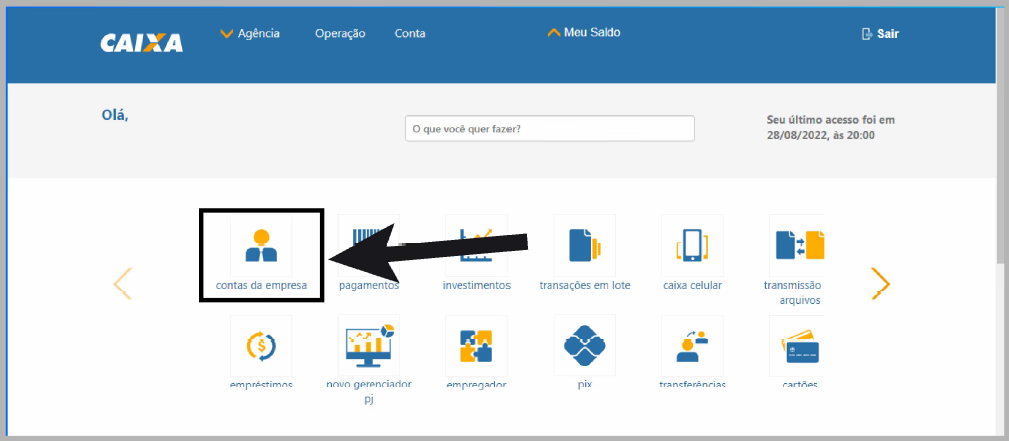 CAIXA
Agência
Operação
Conta
Meu Saldo
Sair
Olá,
O que você quer fazer?
Seu último acesso foi em
28/08/2022, às 20:00
contas da empresa
pagamentos
investimentos
transações em lote
caixa celular
transmissão
arquivos
empréstimos
novo gerenciador
pj
empregador
pix
transferências
cartões